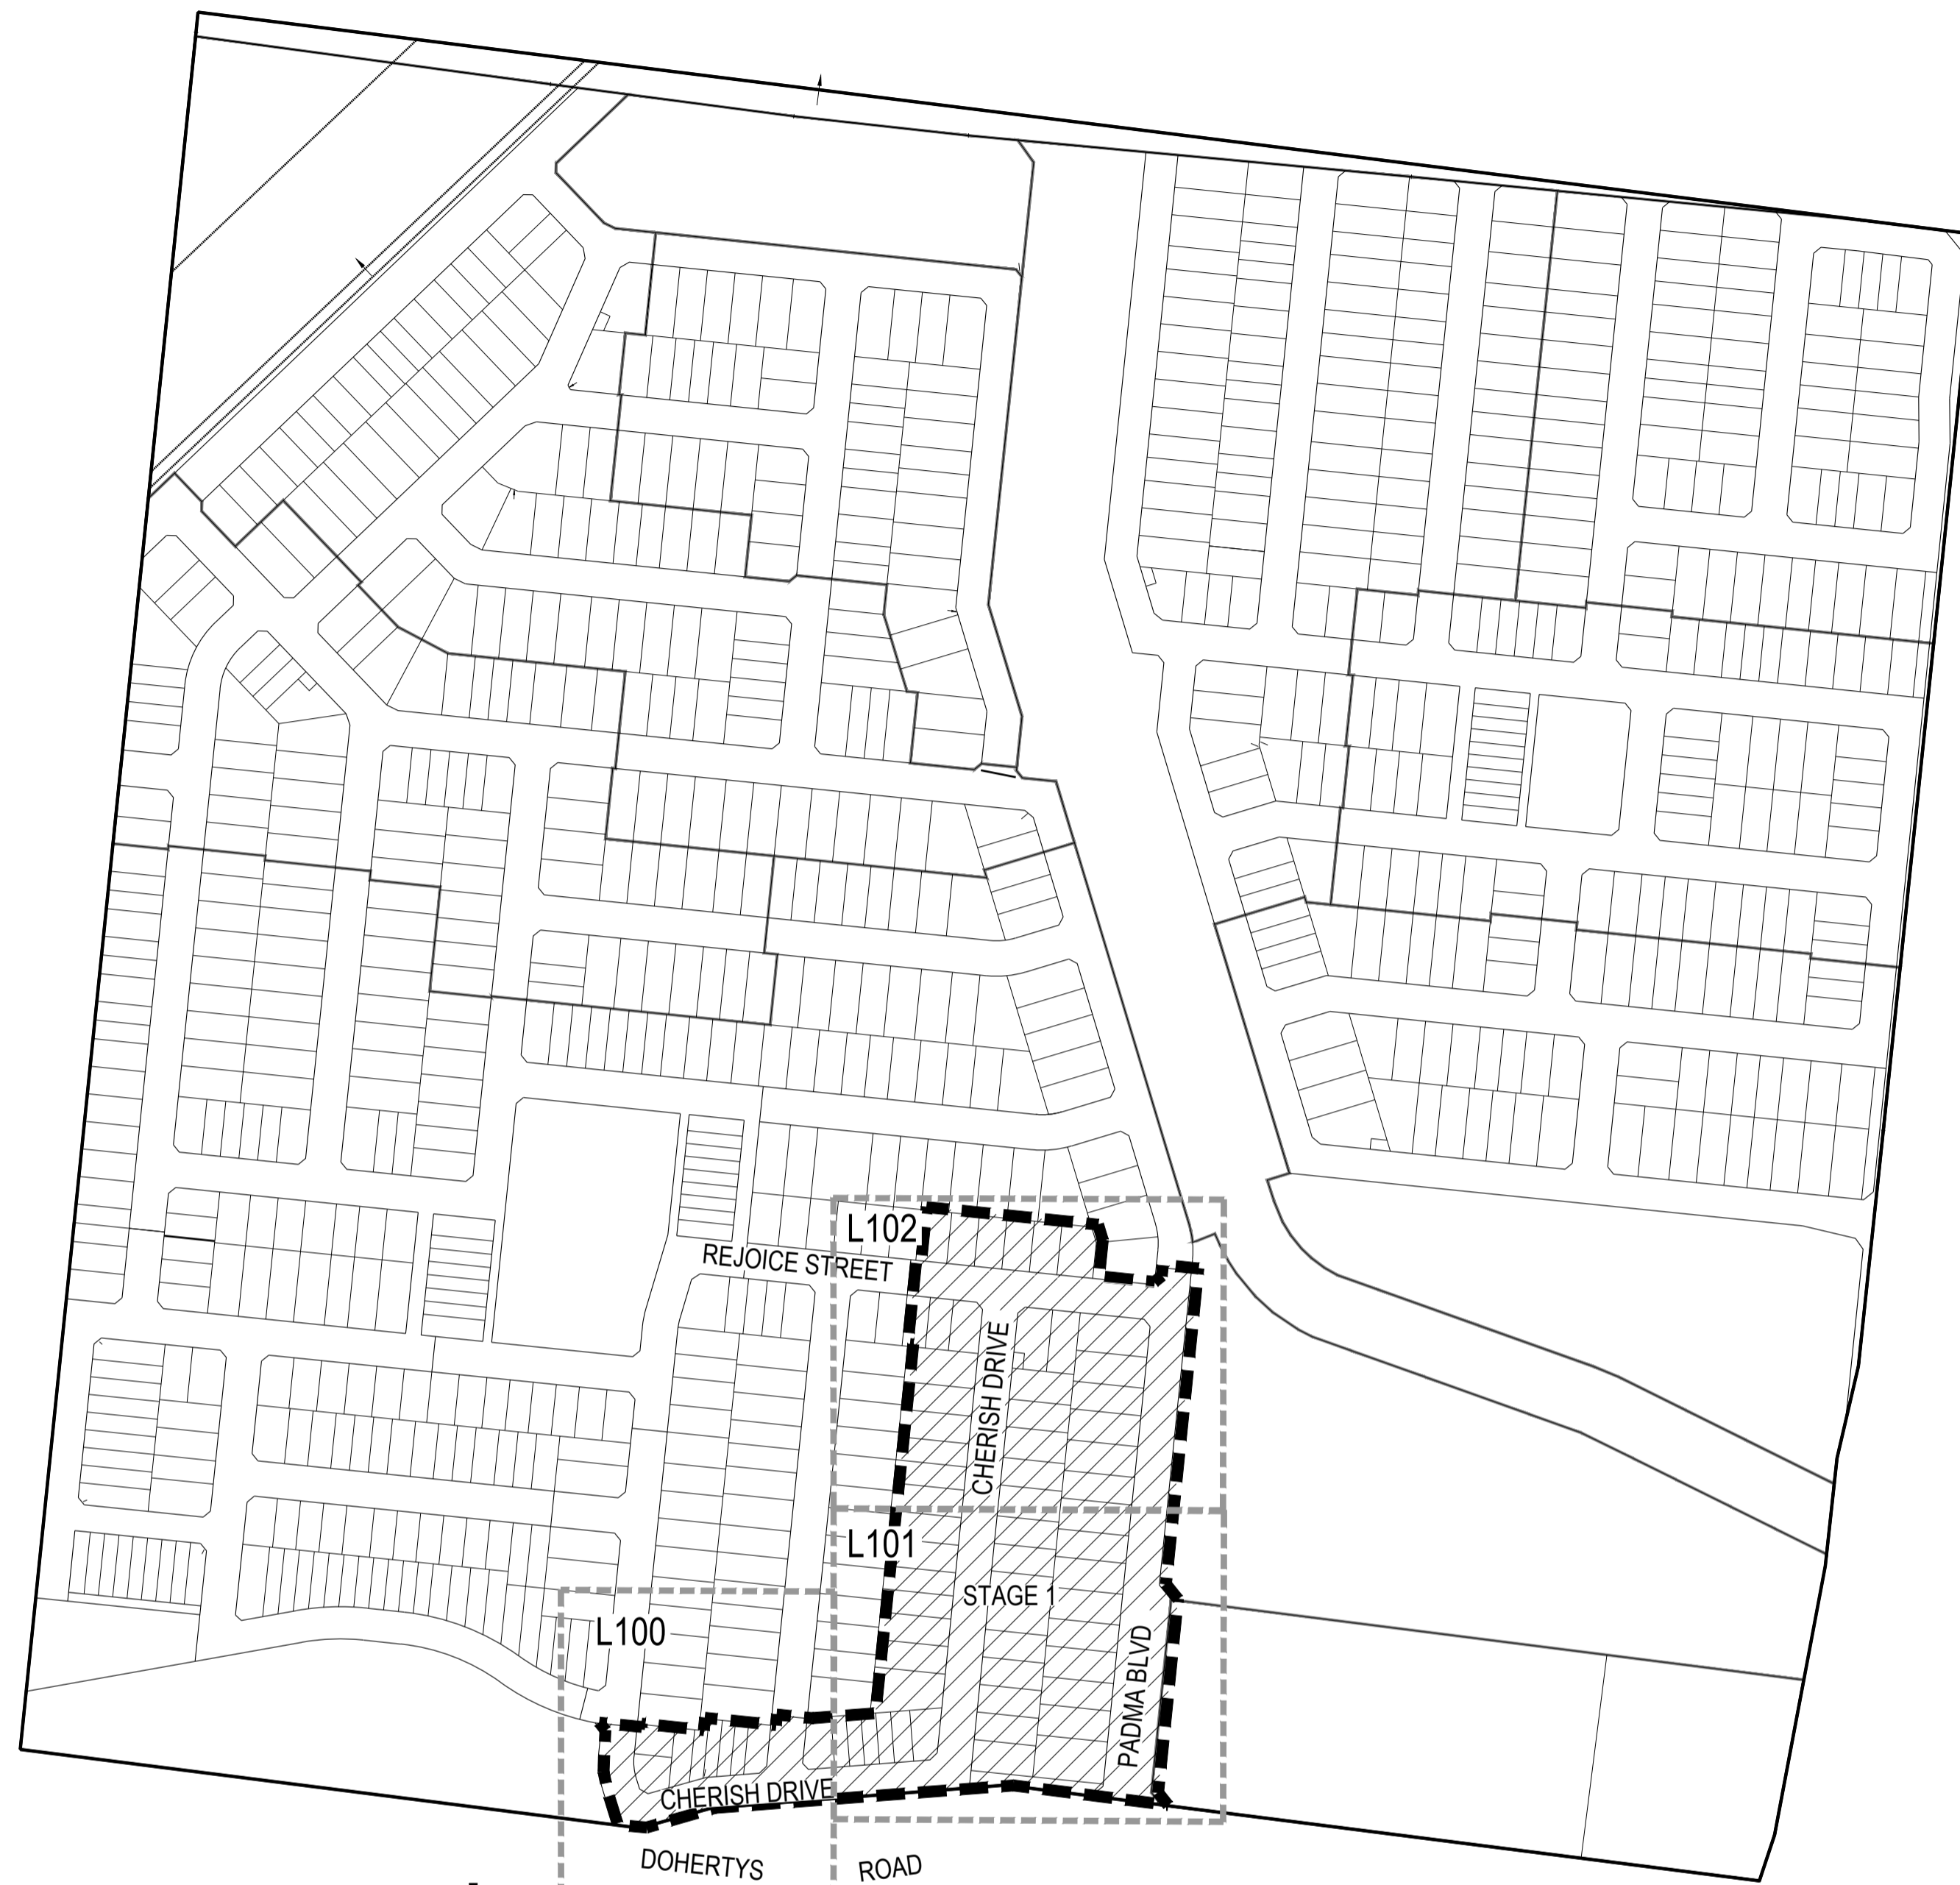 L102
REJOICE STREET
CHERISH DRIVE
L101
STAGE 1
L100
PADMA BLVD
CHERISH DRIVE
DOHERTYS ROAD